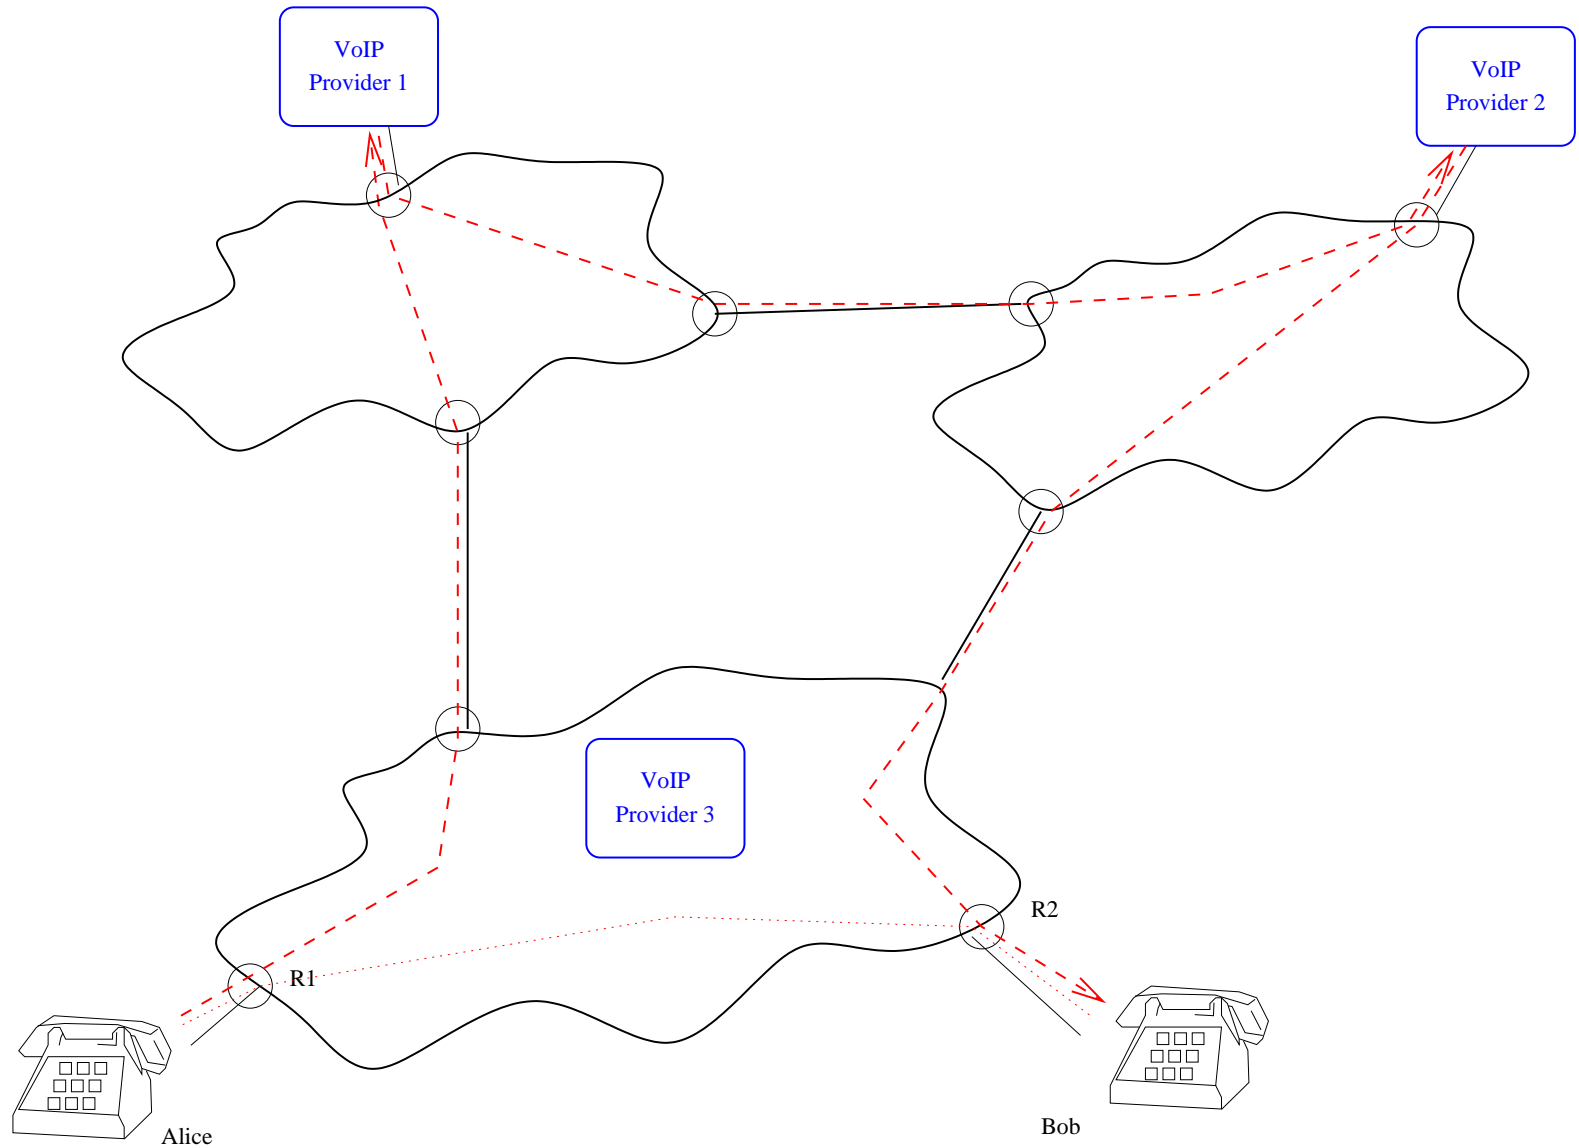 VoIP
Provider 1
VoIP
Provider 2
VoIP
Provider 3
R2
R1
Bob
Alice